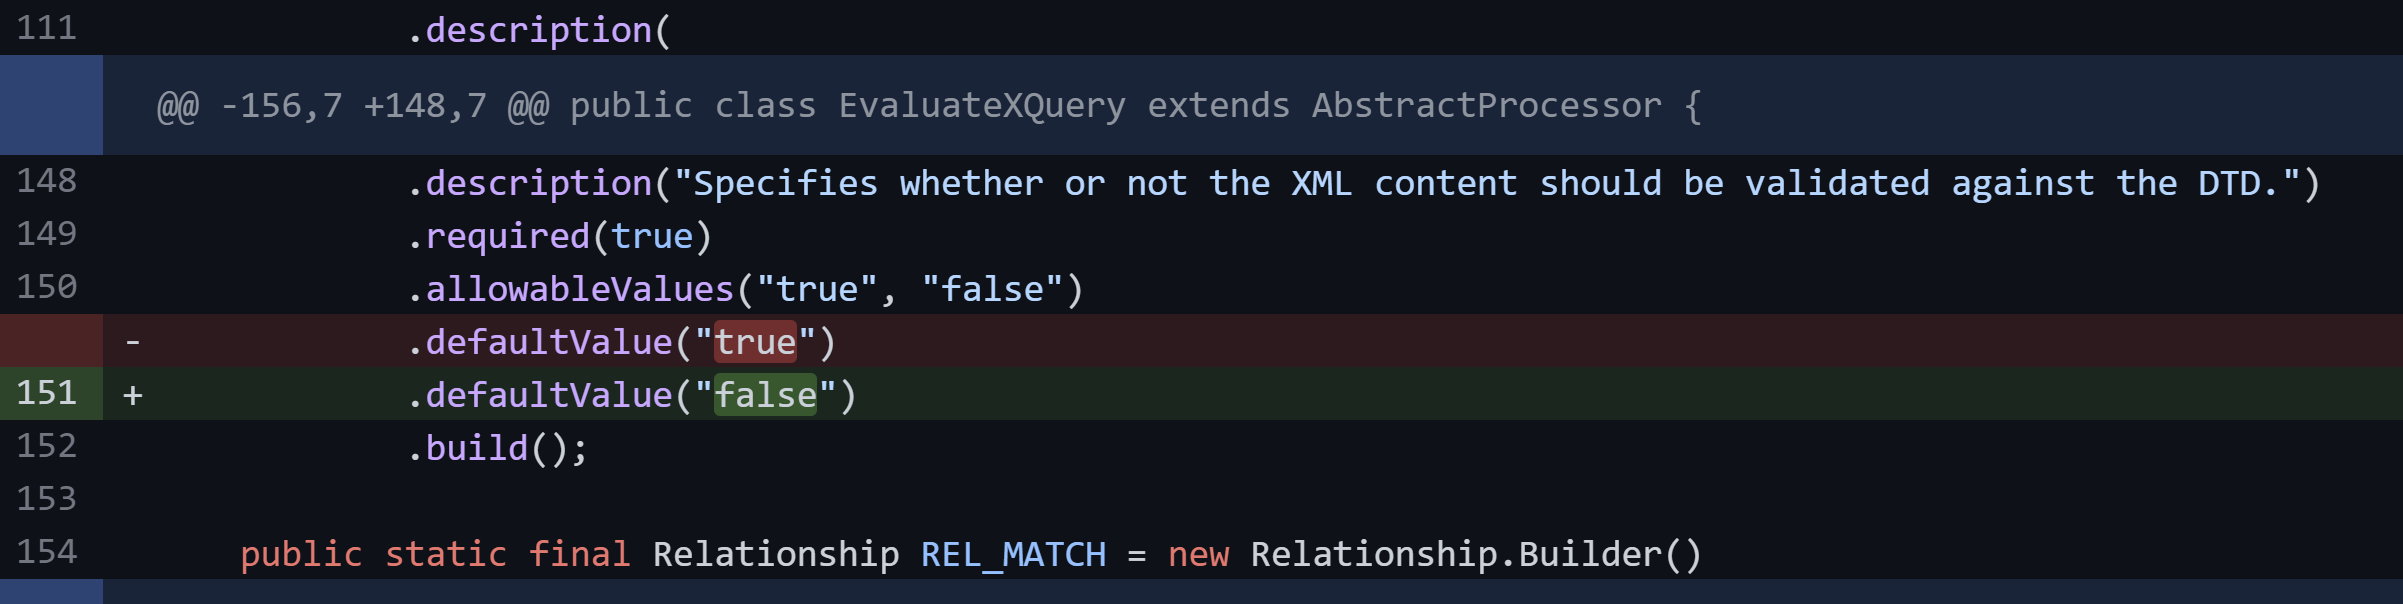 111                .description(
@@ -156,7 +148,7 @@ public class EvaluateXQuery extends AbstractProcessor {
148                .description("Specifies whether or not the XML content should be validated against the DTD.")
149                .required(true)
150                .allowableValues("true", "false")
-            .defaultValue("true")
151 +            .defaultValue("false")
152                .build();
153
154        public static final Relationship REL_MATCH = new Relationship.Builder()